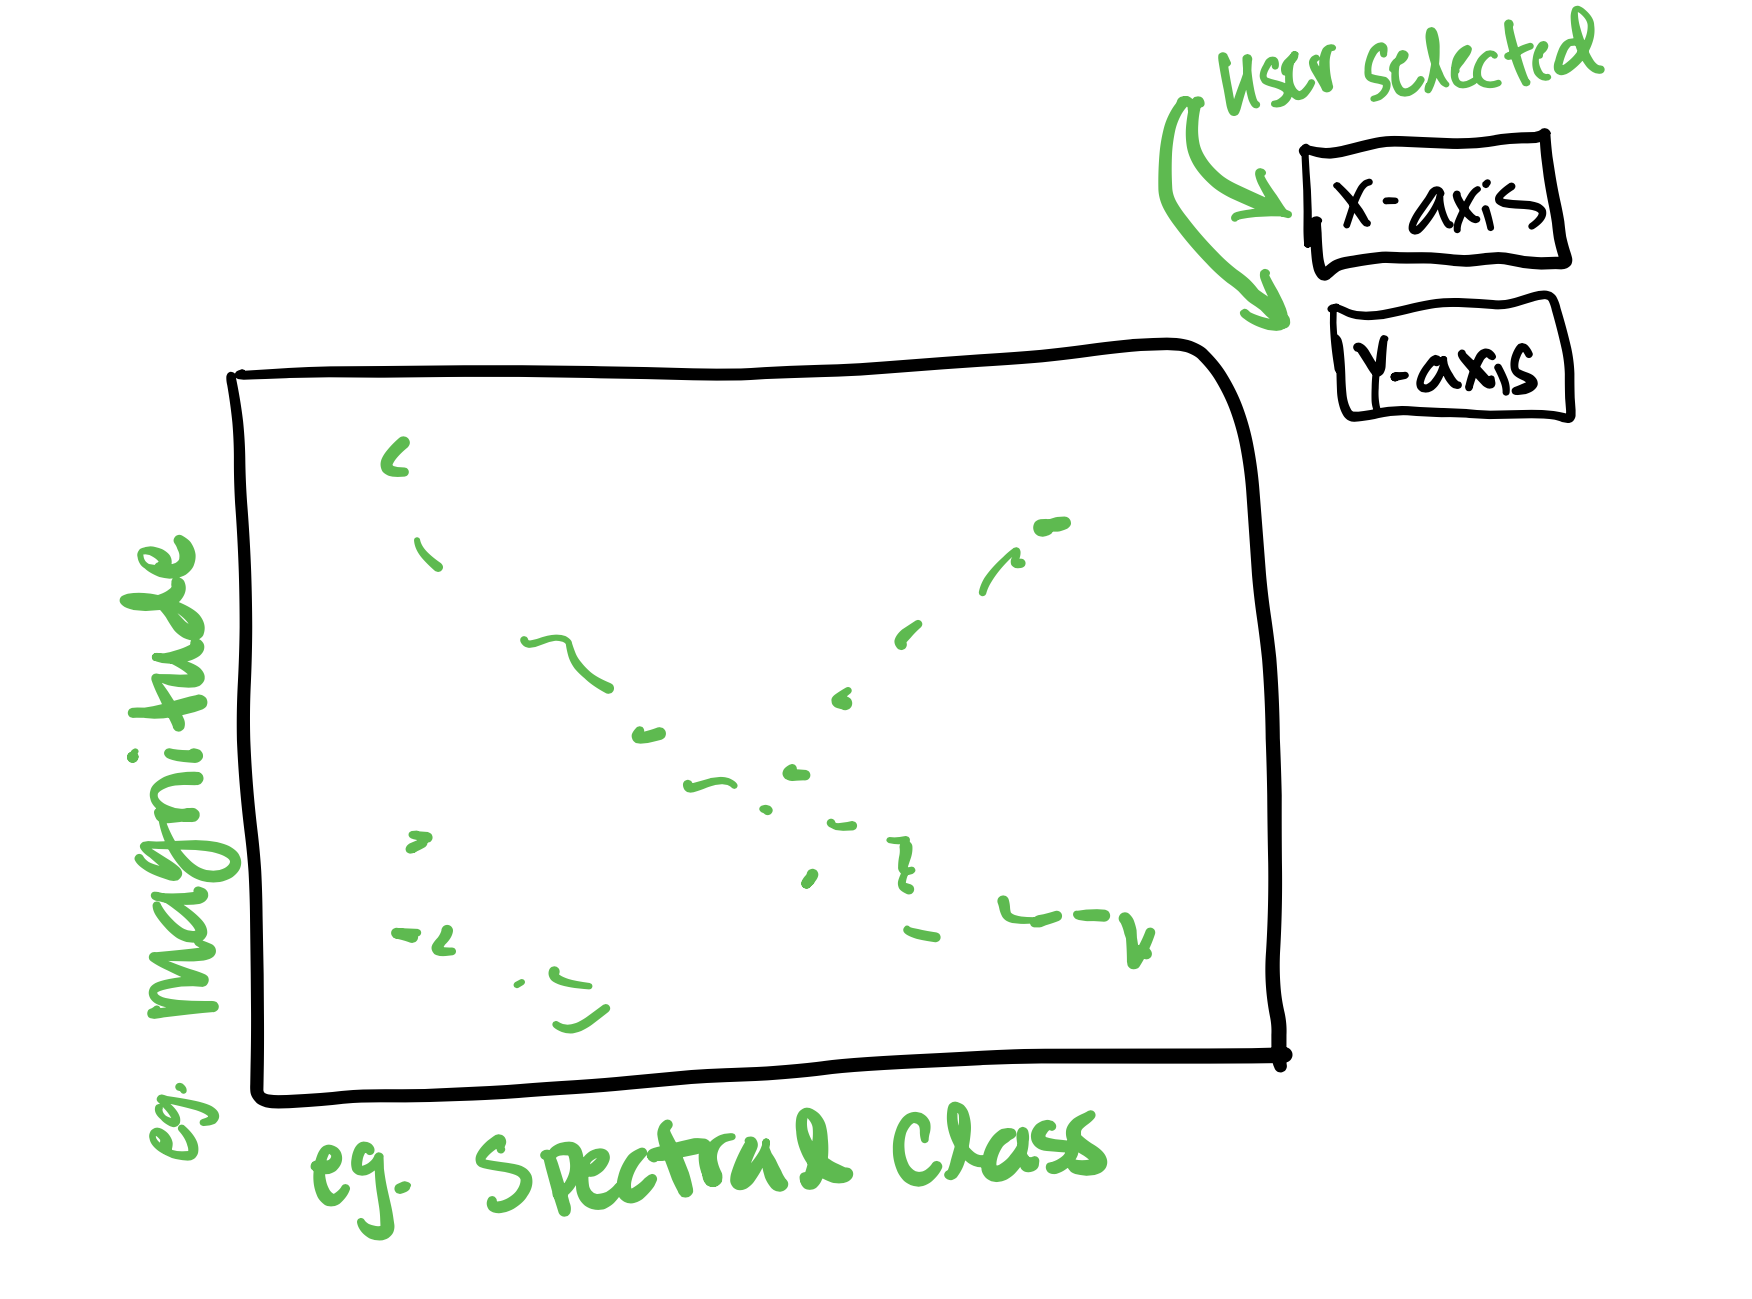 user selected
x-axis
y-axis
eg. magnitude
eg. Spectral Class